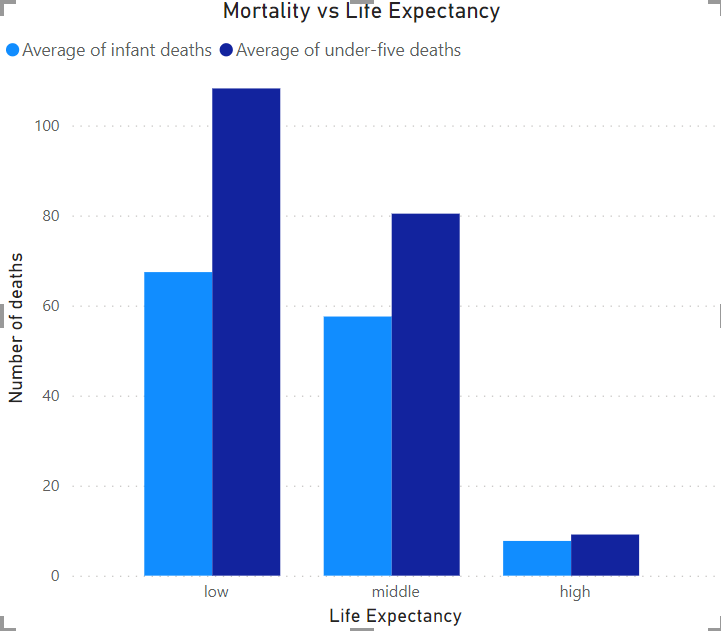 Mortality vs Life Expectancy
Average of infant deaths Average of under-five deaths
100
80
60
40
20
0
Number of deaths
low middle high
Life Expectancy